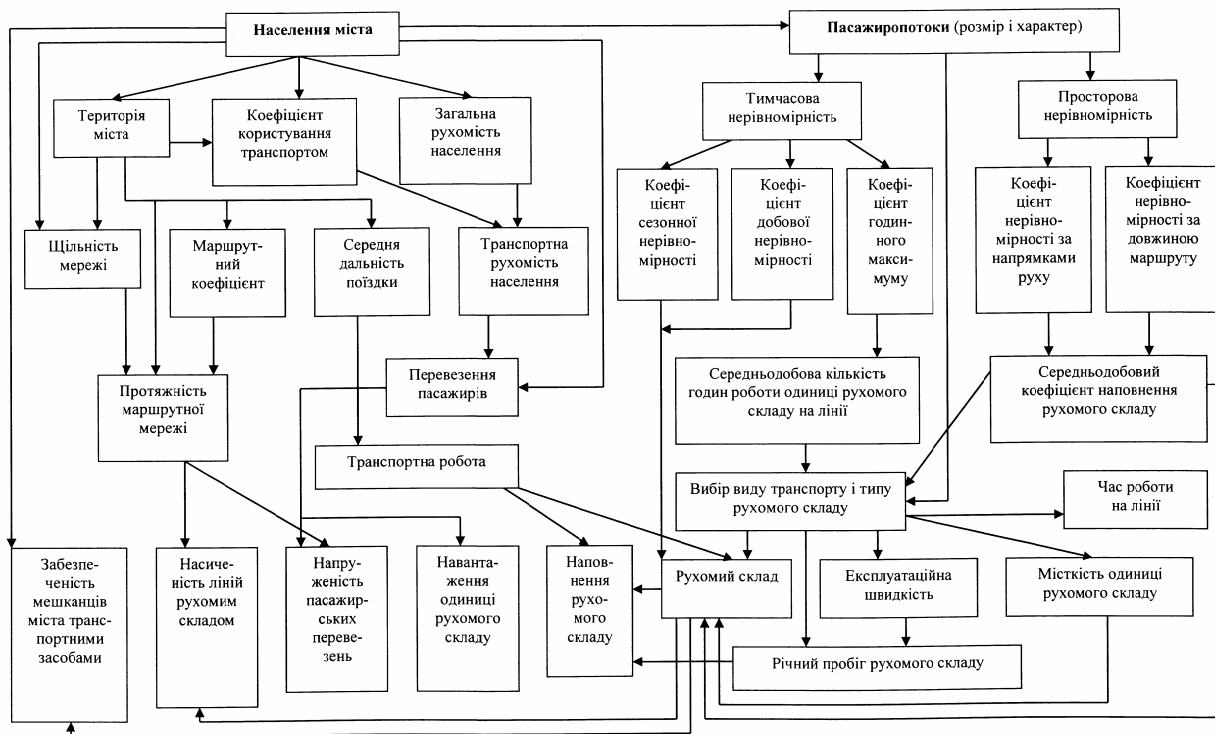 Населення міста
Пасажиропотоки (розмір і характер)
Територія
міста
Коефіцієнт
користування
транспортом
Загальна
рухомість
населення
Тимчасова
нерівномірність
Просторова
нерівномірність
Щільність
мережі
Маршрут-
ний
коефіцієнт
Середня
дальність
поїздки
Транспортна
рухомість
населення
Коефі-
цієнт
сезонної
нерівно-
мірності
Коефі-
цієнт
добової
нерівно-
мірності
Коефі-
цієнт
годин-
ного
макси-
муму
Коефі-
цієнт
нерівно-
мірності за
напрямками
руху
Коефіцієнт
нерівно-
мірності за
довжиною
маршруту
Протяжність
маршрутної
мережі
Перевезення
пасажирів
Середньодобова кількість
годин роботи одиниці рухомого
складу на лінії
Середньодобовий
коефіцієнт наповнення
рухомого складу
Транспортна робота
Вибір виду транспорту і типу
рухомого складу
Час роботи
на лінії
Забезпе-
ченість
мешканців
міста транс-
портними
засобами
Насиче-
ність ліній
рухомим
складом
Напру-
женість
пасажир-
ських
переве-
зень
Наванта-
ження
одиниці
рухомого
складу
Напов-
нення
рухо-
мого
складу
Рухомий склад
Експлуатаційна
швидкість
Місткість одиниці
рухомого складу
Річний пробіг рухомого складу